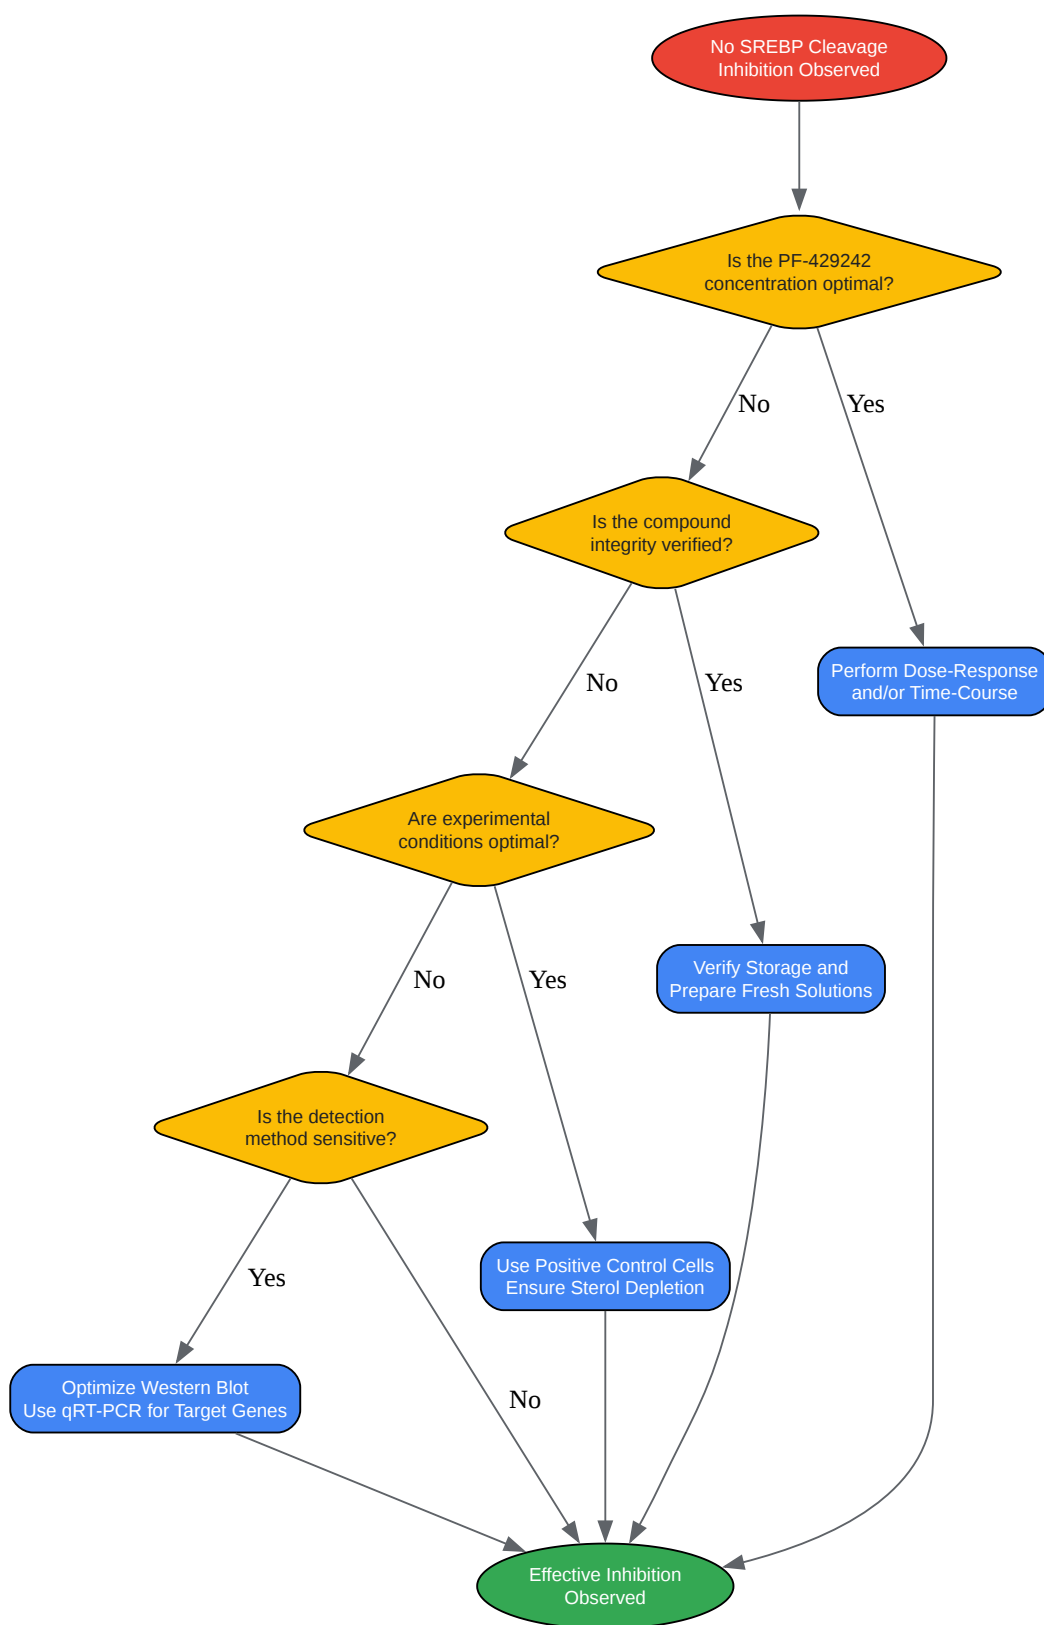 No SREBP Cleavage
Inhibition Observed
Is the PF-429242
concentration optimal?
No
Yes
Is the compound
integrity verified?
No
Yes
Perform Dose-Response
and/or Time-Course
Are experimental
conditions optimal?
No
Yes
Verify Storage and
Prepare Fresh Solutions
Is the detection
method sensitive?
Yes
No
Use Positive Control Cells
Ensure Sterol Depletion
Optimize Western Blot
Use qRT-PCR for Target Genes
Effective Inhibition
Observed